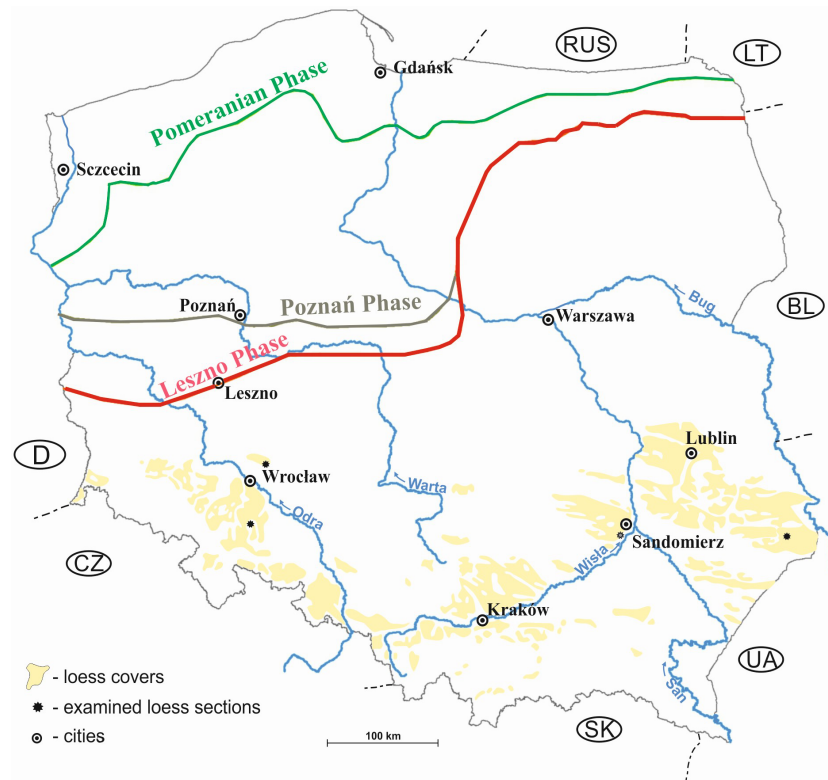 RUS
LT
Gdańsk
Pomeranian Phase
Sczcecin
Bug
Poznań
Poznań Phase
BL
Warszawa
Leszno Phase
Leszno
D
Lublin
Wrocław
Warta
Odra
Sandomierz
CZ
Wisła
Kraków
UA
San
- loess covers
- examined loess sections
- cities
100 km
SK